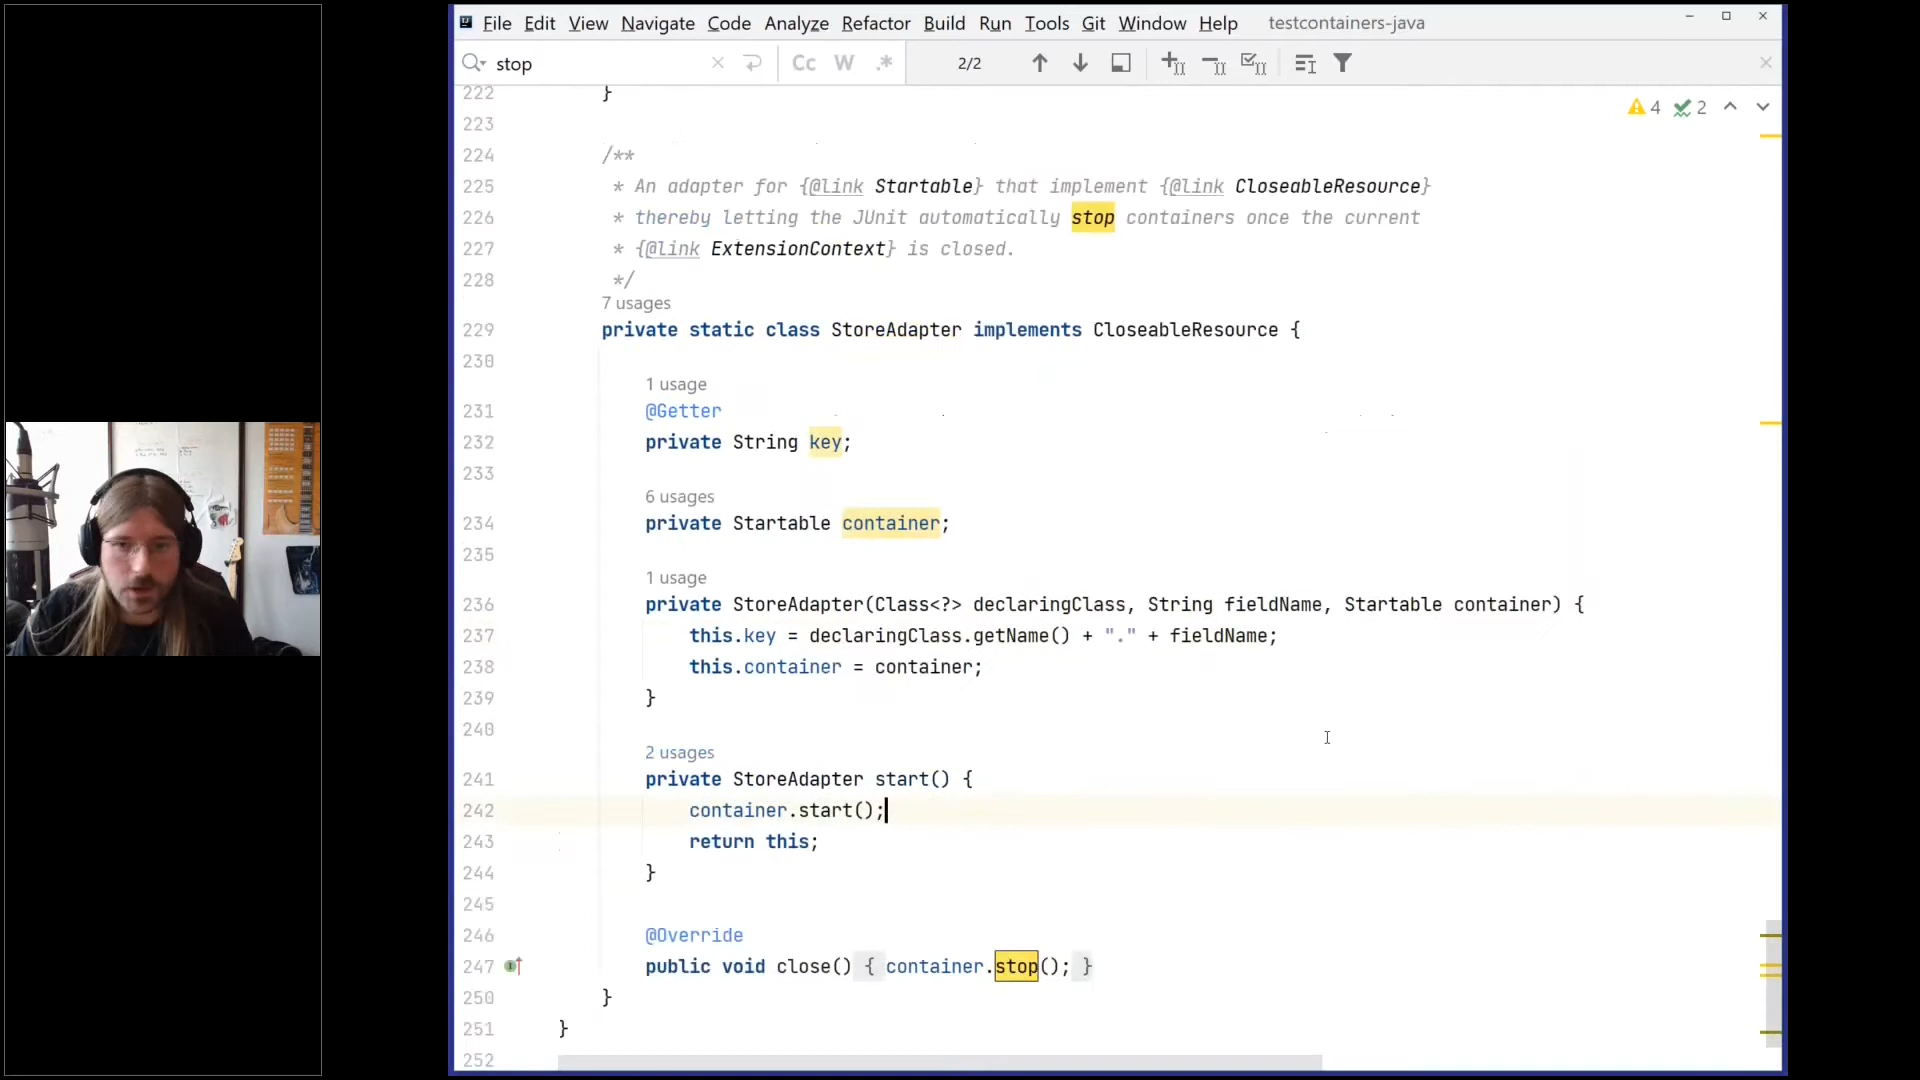 File Edit View Navigate Code Analyze Refactor Build Run Tools Git Window Help testcontainers-java
stop Cc W .* 2/2
222 }
4 2
223
224 /**
225 * An adapter for {@link Startable} that implement {@link CloseableResource}
226 * thereby letting the JUnit automatically stop containers once the current
227 * {@link ExtensionContext} is closed.
228 */
7 usages
229 private static class StoreAdapter implements CloseableResource {
230
1 usage
231 @Getter
232 private String key;
233
6 usages
234 private Startable container;
235
1 usage
236 private StoreAdapter(Class<?> declaringClass, String fieldName, Startable container) {
237 this.key = declaringClass.getName() + "." + fieldName;
238 this.container = container;
239 }
240
2 usages
241 private StoreAdapter start() {
242 container.start();
243 return this;
244 }
245
246 @Override
247 public void close() { container.stop(); }
250 }
251 }
252